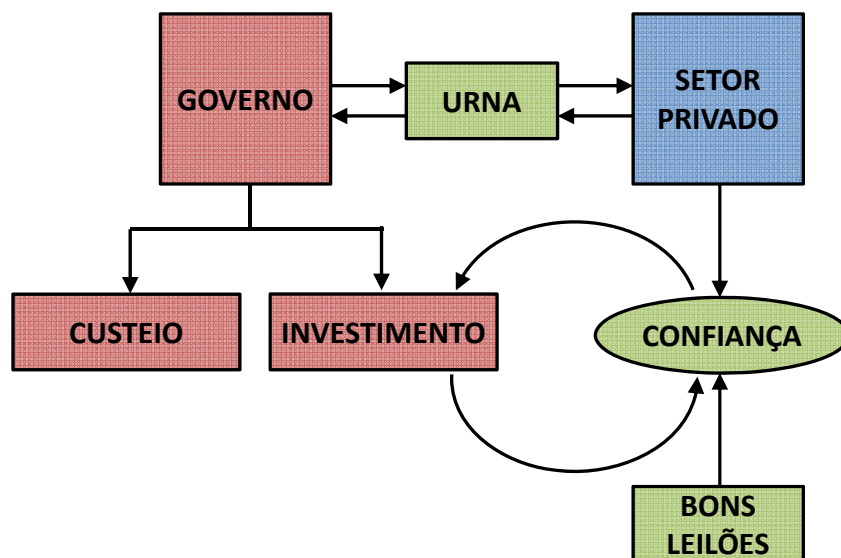 GOVERNO
URNA
SETOR
PRIVADO
CUSTEIO
INVESTIMENTO
CONFIANÇA
BONS
LEILÕES